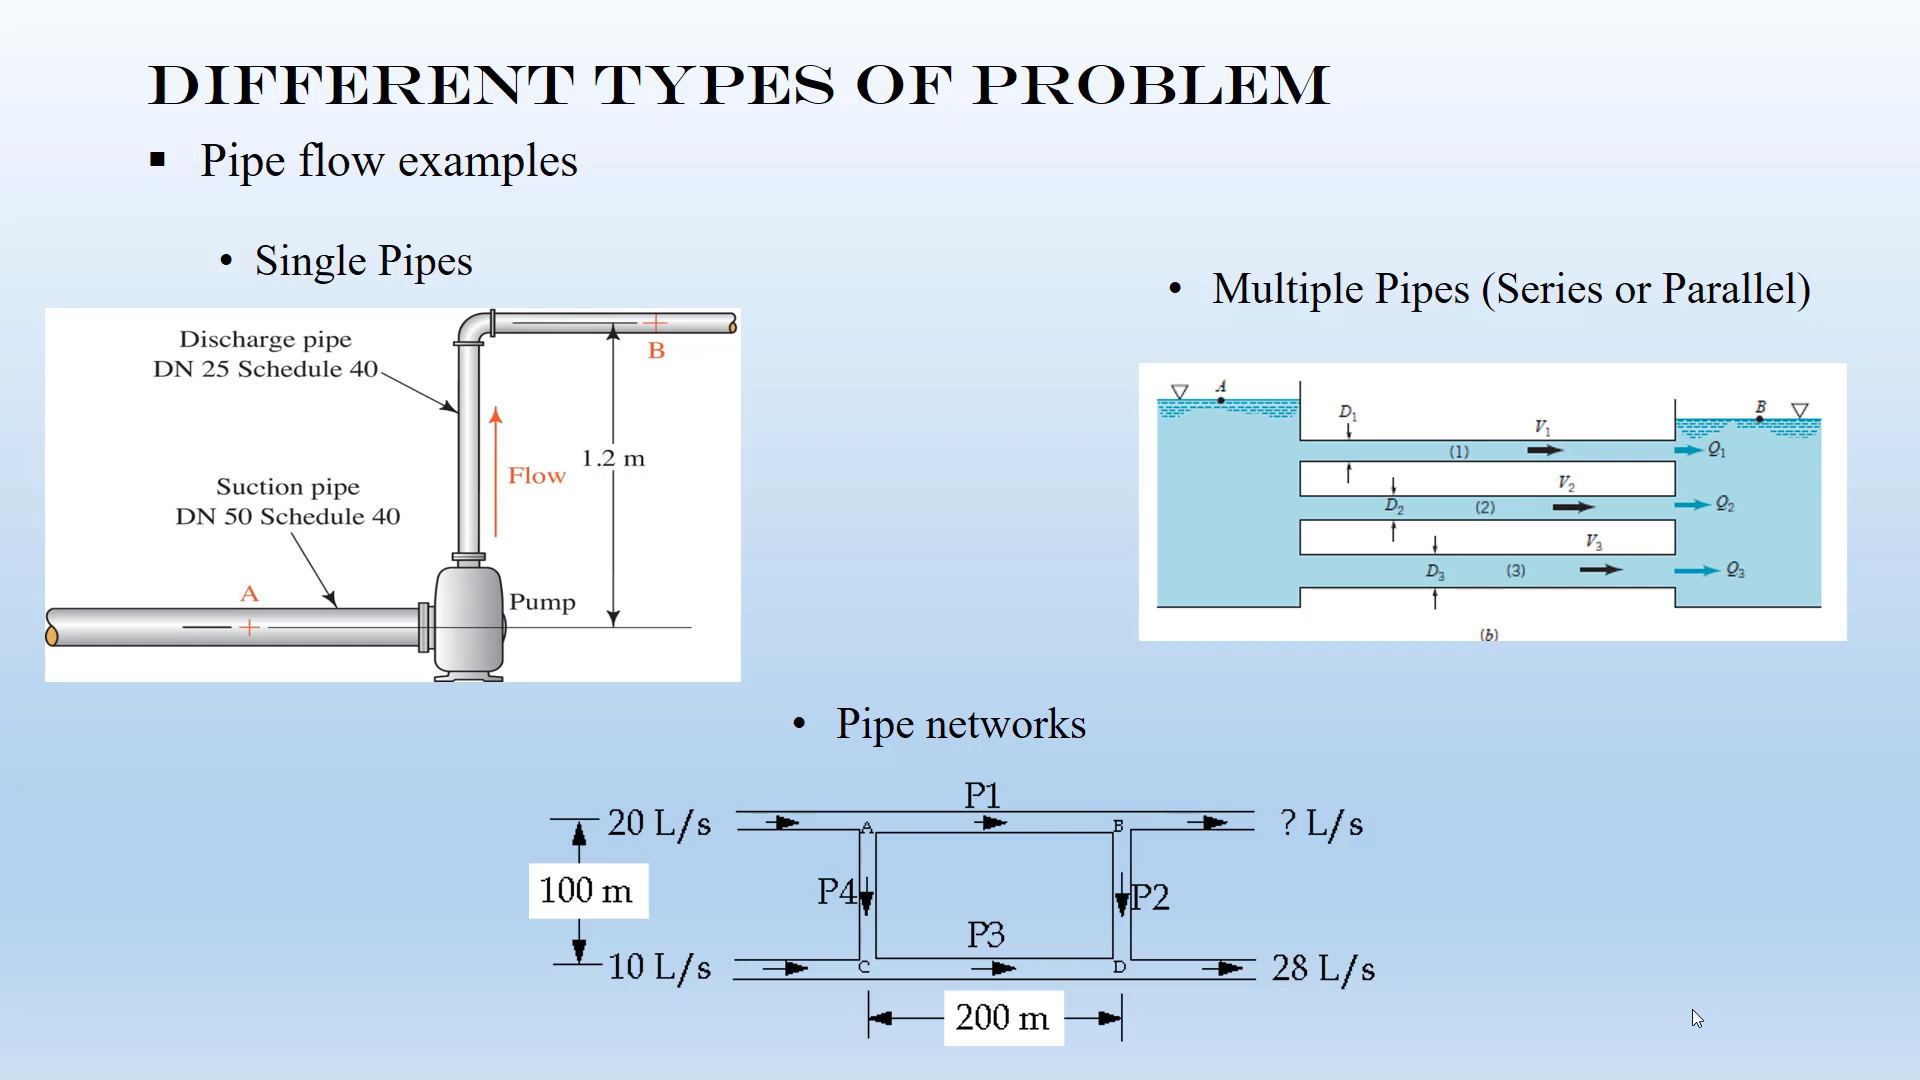 DIFFERENT TYPES OF PROBLEM
▪ Pipe flow examples
• Single Pipes
Discharge pipe
DN 25 Schedule 40
B
1.2 m
Flow
Suction pipe
DN 50 Schedule 40
A
Pump
• Multiple Pipes (Series or Parallel)
A
B
D1
V1
(1)
Q1
V2
D2
(2)
Q2
V3
D3
(3)
Q3
(b)
• Pipe networks
P1
20 L/s
A
B
? L/s
100 m
P4
P2
P3
10 L/s
C
D
28 L/s
200 m